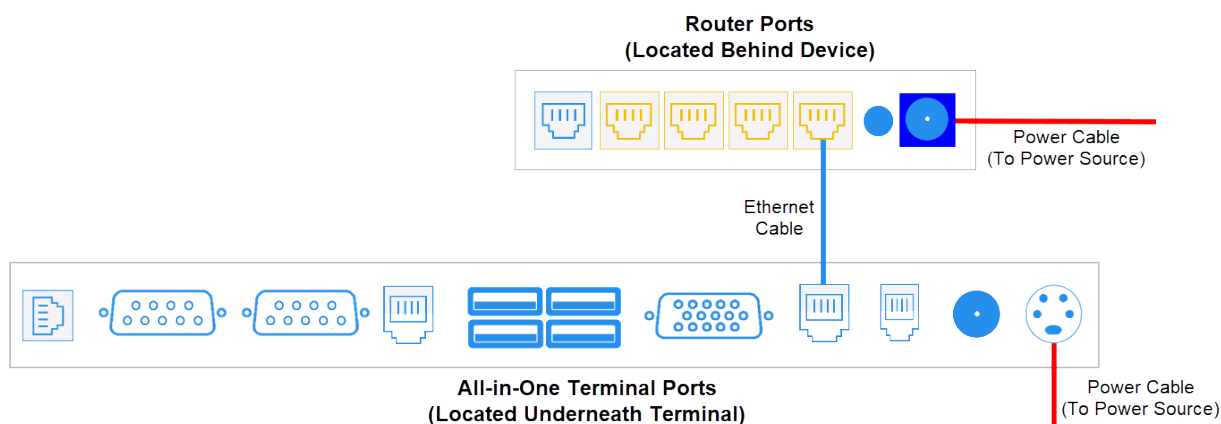 Router Ports
(Located Behind Device)
Power Cable
(To Power Source)
Ethernet
Cable
All-in-One Terminal Ports
(Located Underneath Terminal)
Power Cable
(To Power Source)